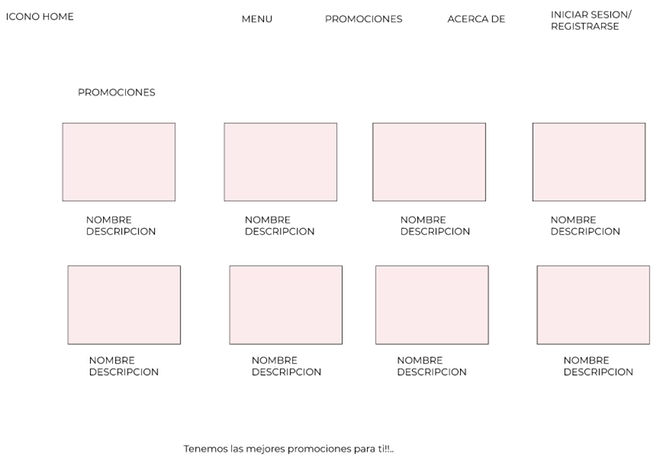 ICONO HOME
MENU
PROMOCIONES
ACERCA DE
INICIAR SESION/
REGISTRARSE
PROMOCIONES
NOMBRE
DESCRIPCION
NOMBRE
DESCRIPCION
NOMBRE
DESCRIPCION
NOMBRE
DESCRIPCION
NOMBRE
DESCRIPCION
NOMBRE
DESCRIPCION
NOMBRE
DESCRIPCION
NOMBRE
DESCRIPCION
Tenemos las mejores promociones para ti!!..